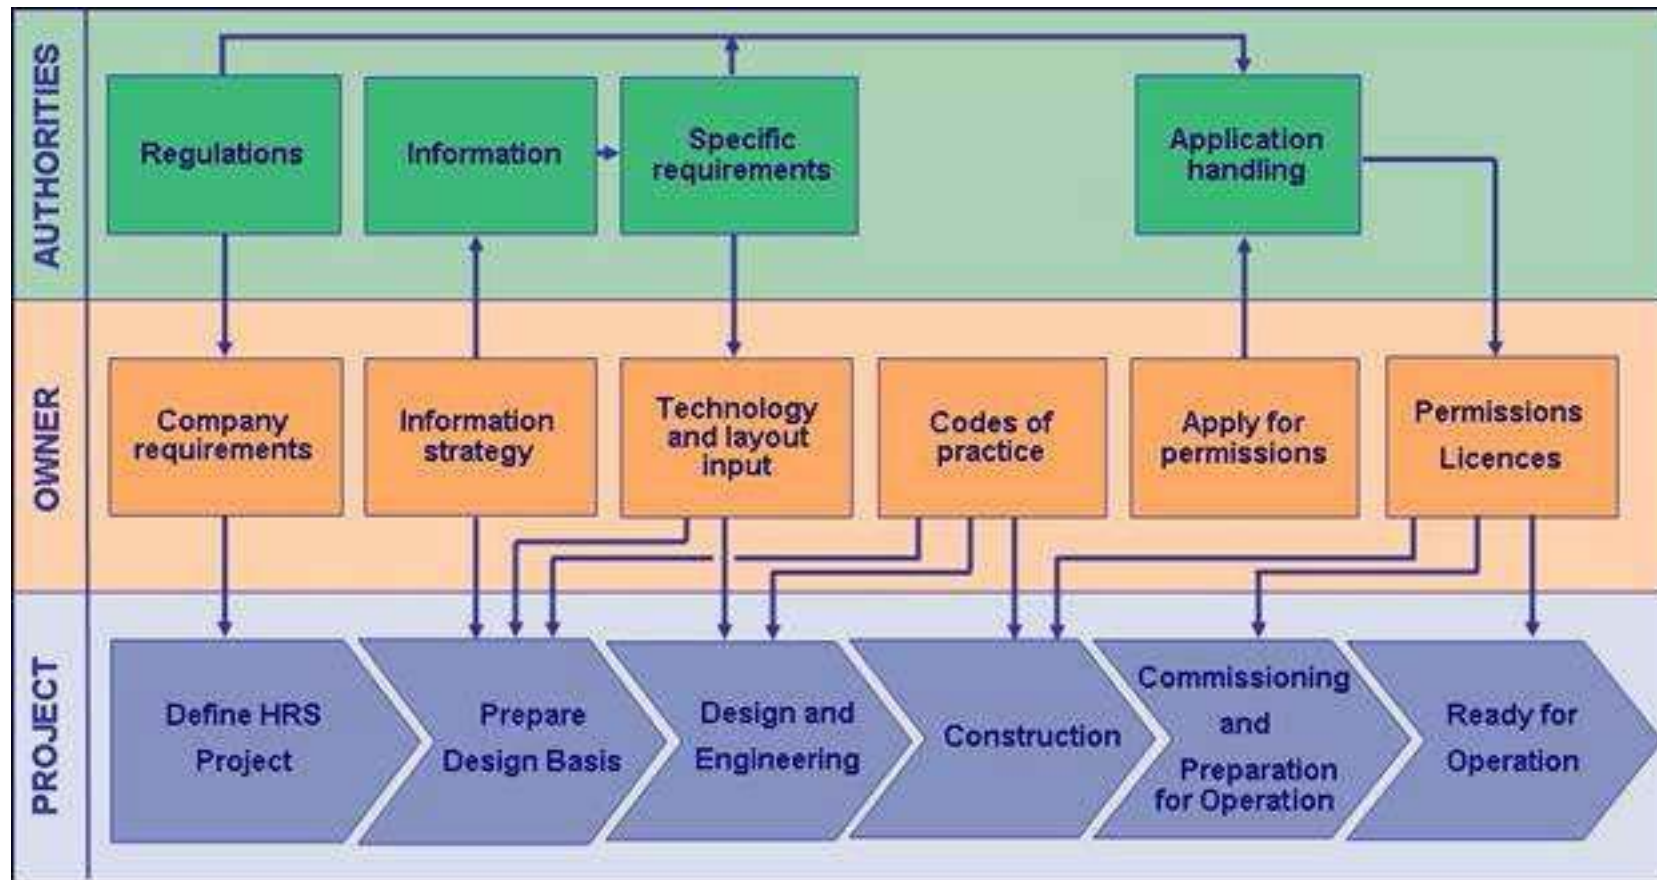 AUTHORITIES
Regulations
Information
Specific
requirements
Application
handling
OWNER
Company
requirements
Information
strategy
Technology
and layout
input
Codes of
practice
Apply for
permissions
Permissions
Licences
PROJECT
Define HRS
Project
Prepare
Design Basis
Design and
Engineering
Construction
Commissioning
and
Preparation
for Operation
Ready for
Operation